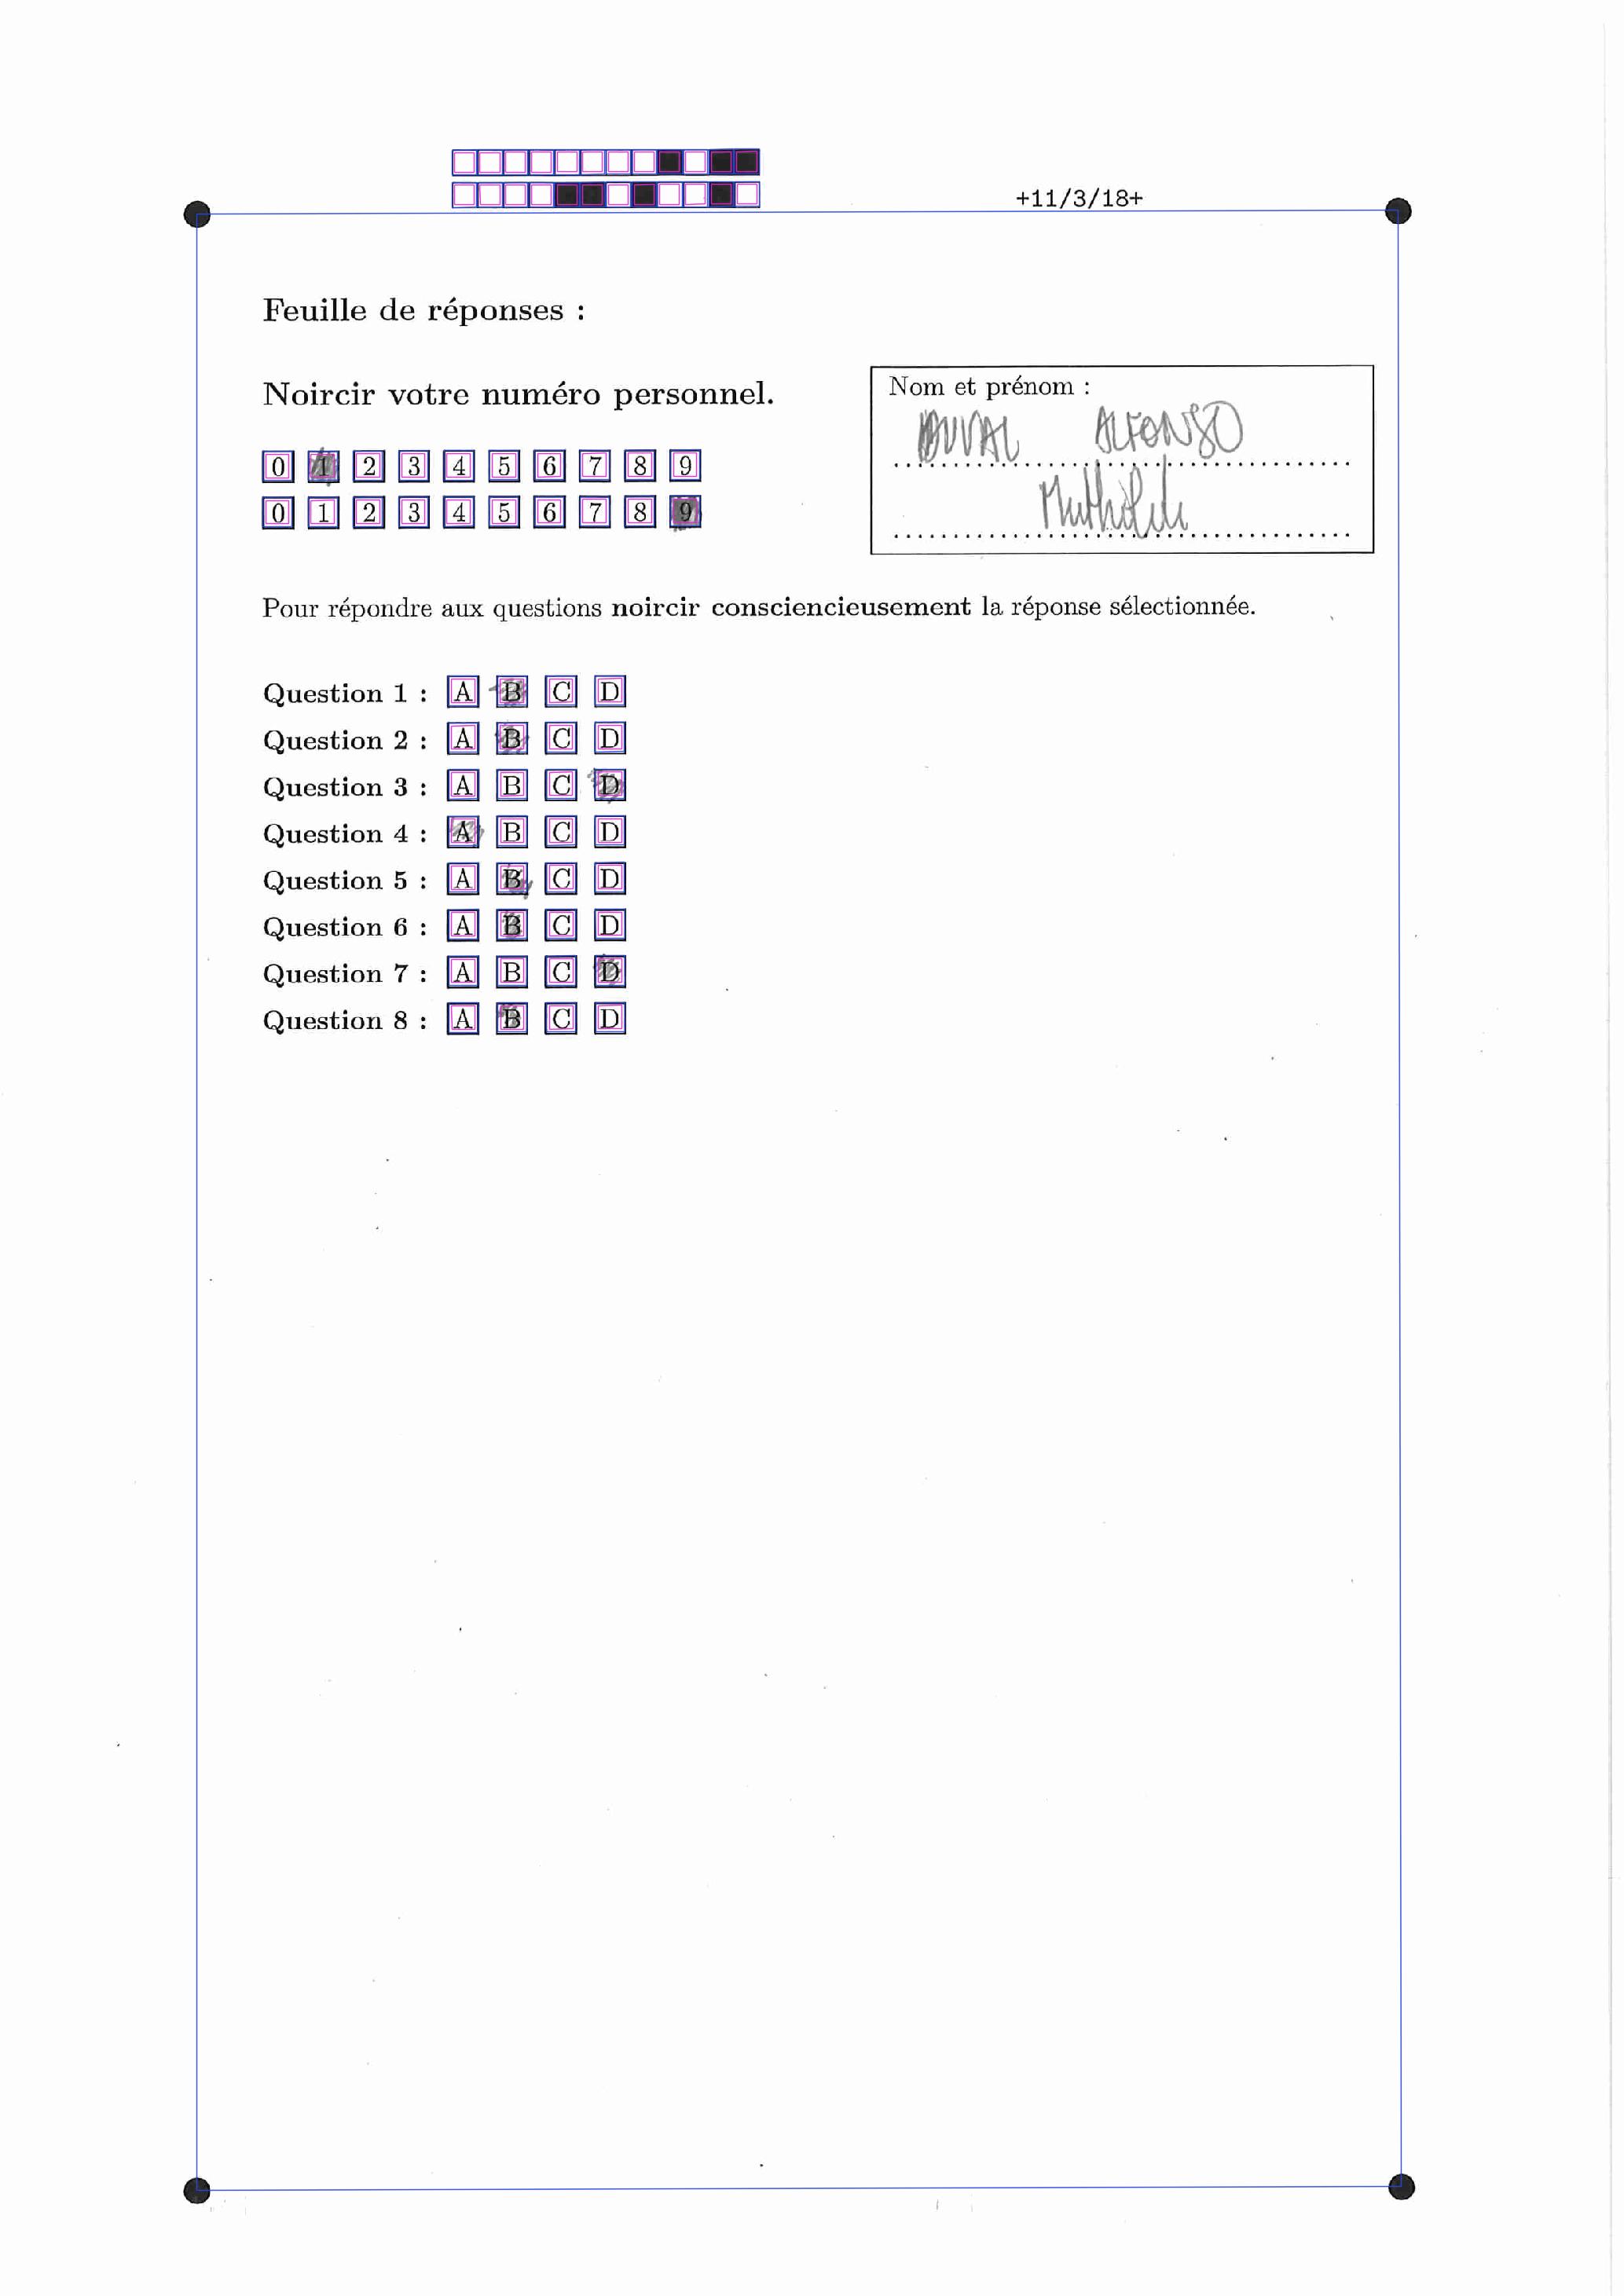 +11/3/18+
Feuille de réponses :
Noircir votre numéro personnel.
Nom et prénom :
DUVAL ALFONSO
Mathilde
0 1 2 3 4 5 6 7 8 9
0 1 2 3 4 5 6 7 8 9
Pour répondre aux questions noircir consciencieusement la réponse sélectionnée.
Question 1 : A B C D
Question 2 : A B C D
Question 3 : A B C D
Question 4 : A B C D
Question 5 : A B C D
Question 6 : A B C D
Question 7 : A B C D
Question 8 : A B C D